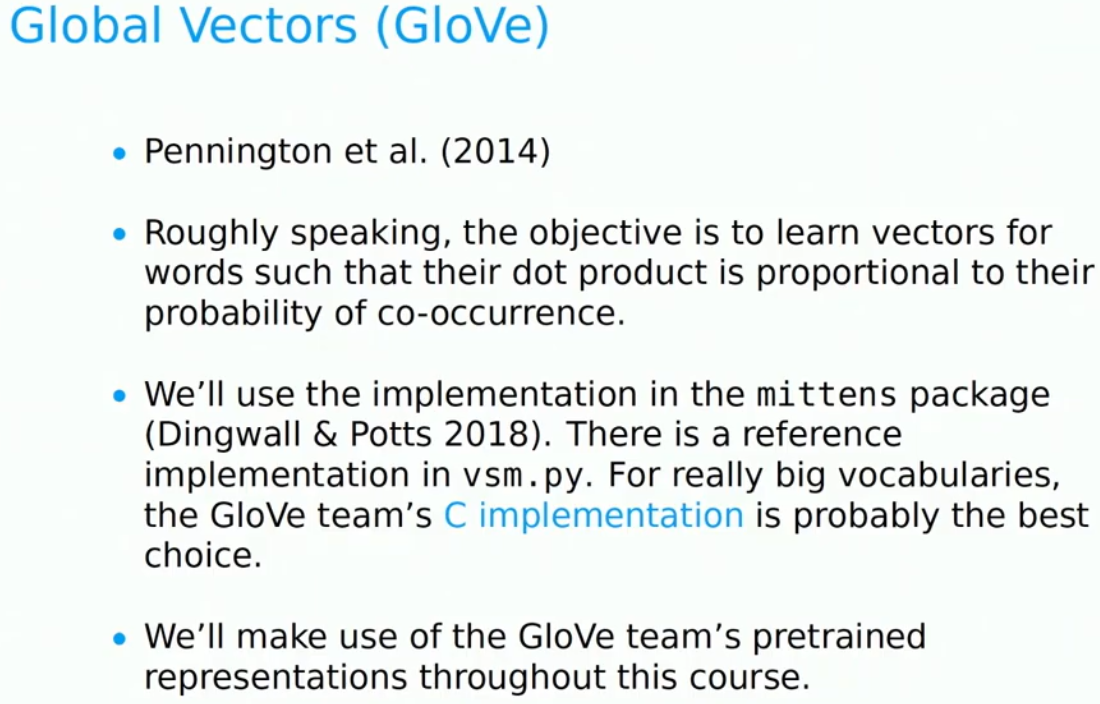 Global Vectors (GloVe)
• Pennington et al. (2014)
• Roughly speaking, the objective is to learn vectors for
words such that their dot product is proportional to their
probability of co-occurrence.
• We’ll use the implementation in the mittens package
(Dingwall & Potts 2018). There is a reference
implementation in vsm.py. For really big vocabularies,
the GloVe team’s C implementation is probably the best
choice.
• We’ll make use of the GloVe team’s pretrained
representations throughout this course.